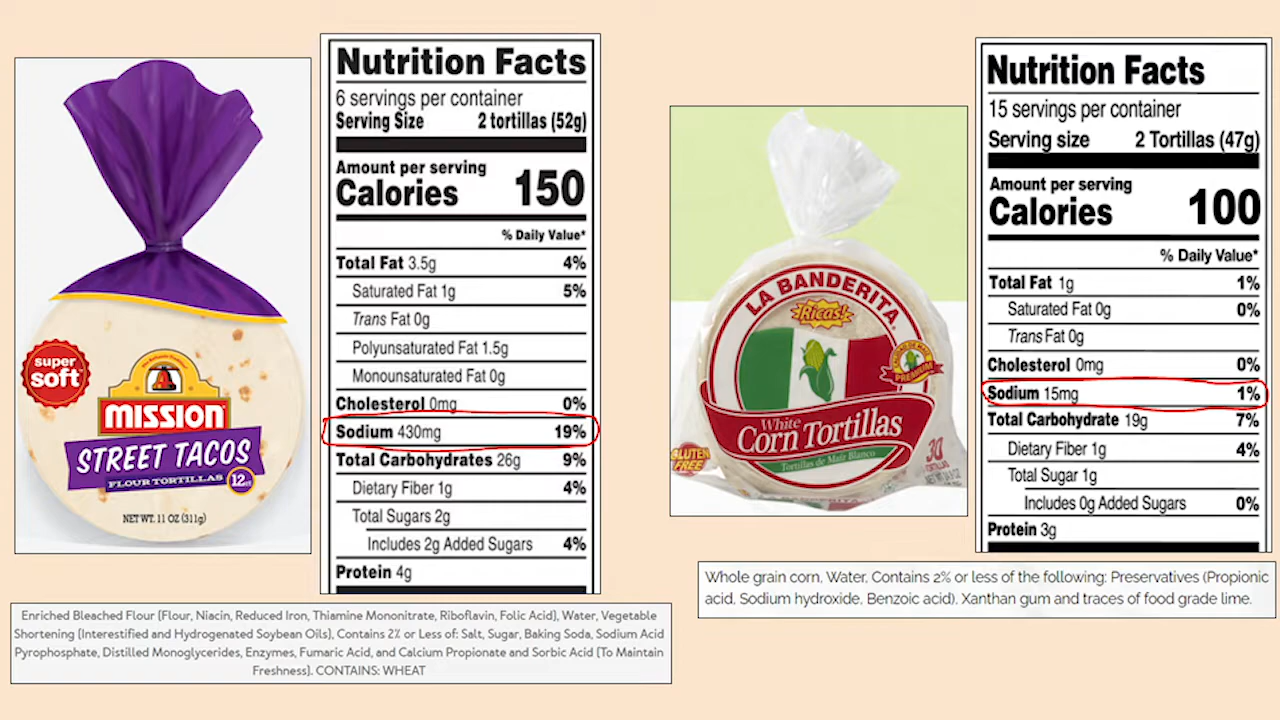 super
soft
MISSION
STREET TACOS
FLOUR TORTILLAS
12
NET WT. 11 OZ (311g)
Nutrition Facts
6 servings per container
Serving Size 2 tortillas (52g)
Amount per serving
Calories 150
% Daily Value*
Total Fat 3.5g 4%
Saturated Fat 1g 5%
Trans Fat 0g
Polyunsaturated Fat 1.5g
Monounsaturated Fat 0g
Cholesterol 0mg 0%
Sodium 430mg 19%
Total Carbohydrates 26g 9%
Dietary Fiber 1g 4%
Total Sugars 2g
Includes 2g Added Sugars 4%
Protein 4g
Enriched Bleached Flour (Flour, Niacin, Reduced Iron, Thiamine Mononitrate, Riboflavin, Folic Acid), Water, Vegetable
Shortening (Interestified and Hydrogenated Soybean Oils), Contains 2% or Less of: Salt, Sugar, Baking Soda, Sodium Acid
Pyrophosphate, Distilled Monoglycerides, Enzymes, Fumaric Acid, and Calcium Propionate and Sorbic Acid (To Maintain
Freshness). CONTAINS: WHEAT
LA BANDERITA
Ricas!
PREMIUM
White
Corn Tortillas
Tortillas de Maíz Blanco
GLUTEN
FREE
30
TORTILLAS
LA BANDERITA
Nutrition Facts
15 servings per container
Serving size 2 Tortillas (47g)
Amount per serving
Calories 100
% Daily Value*
Total Fat 1g 1%
Saturated Fat 0g 0%
Trans Fat 0g
Cholesterol 0mg 0%
Sodium 15mg 1%
Total Carbohydrate 19g 7%
Dietary Fiber 1g 4%
Total Sugar 1g
Includes 0g Added Sugars 0%
Protein 3g
Whole grain corn, Water, Contains 2% or less of the following: Preservatives (Propionic
acid, Sodium hydroxide, Benzoic acid), Xanthan gum and traces of food grade lime.